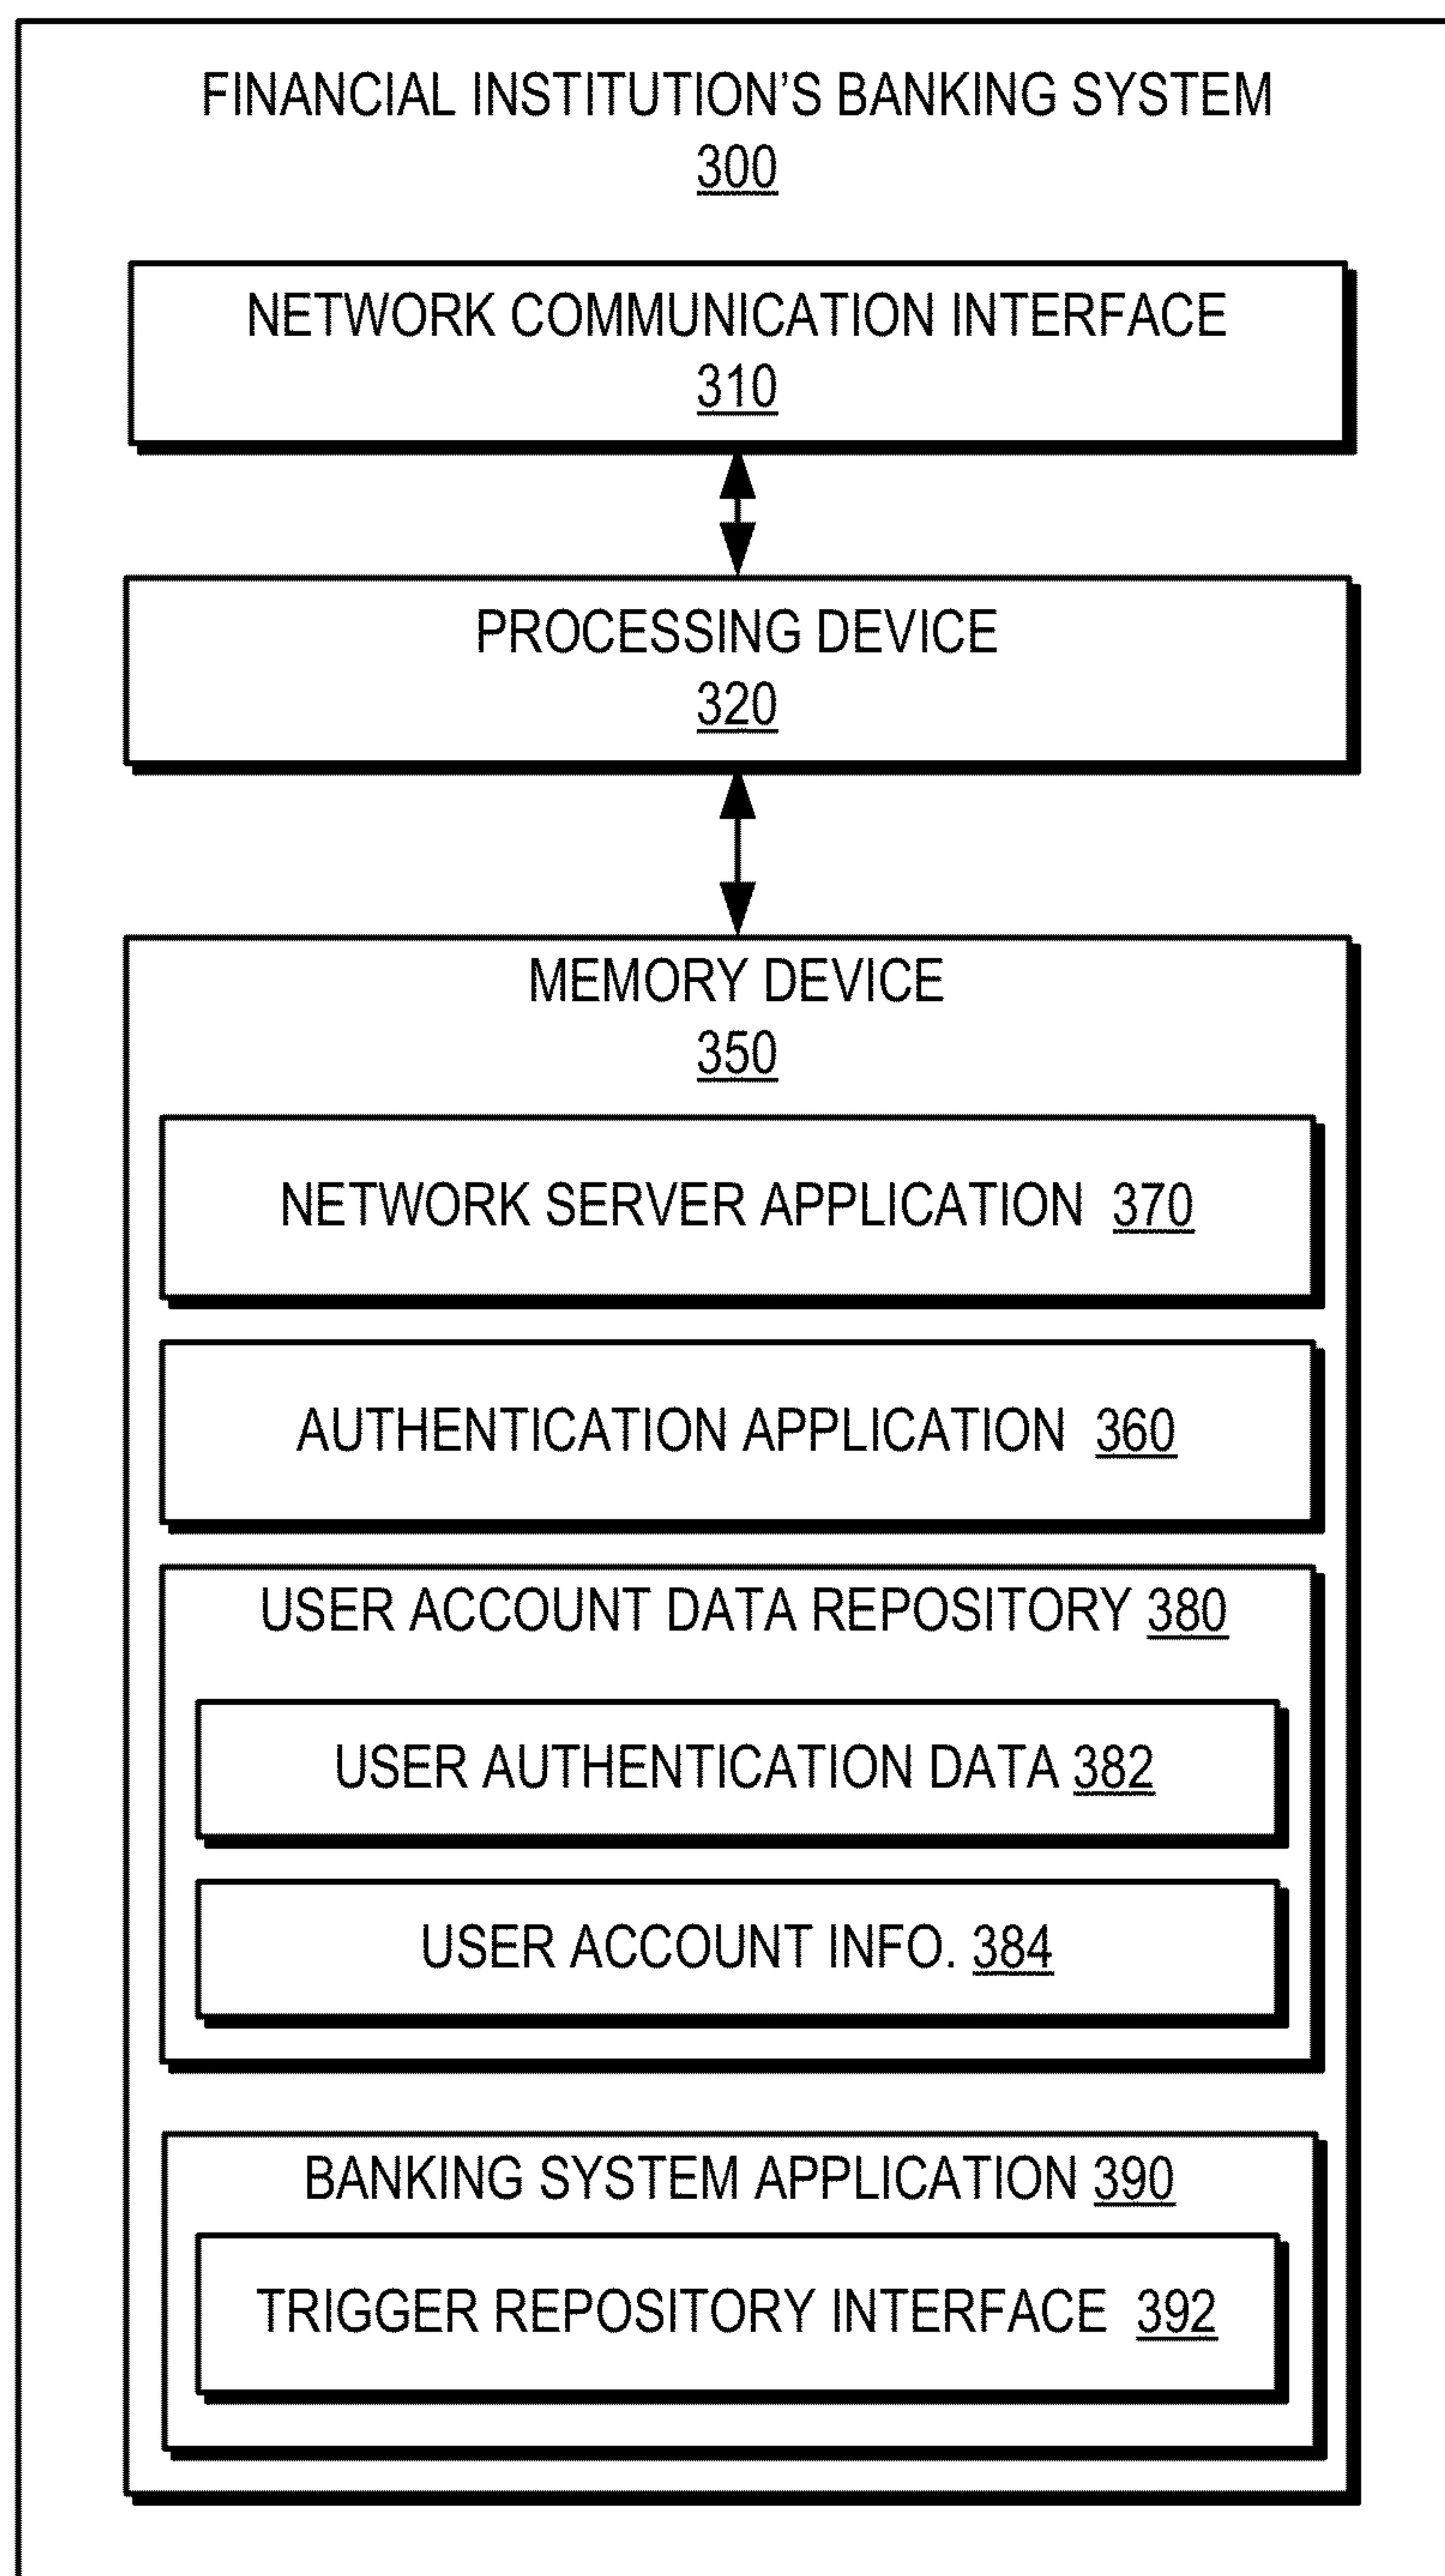 FINANCIAL INSTITUTION’S BANKING SYSTEM
300
NETWORK COMMUNICATION INTERFACE
310
PROCESSING DEVICE
320
MEMORY DEVICE
350
NETWORK SERVER APPLICATION 370
AUTHENTICATION APPLICATION 360
USER ACCOUNT DATA REPOSITORY 380
USER AUTHENTICATION DATA 382
USER ACCOUNT INFO. 384
BANKING SYSTEM APPLICATION 390
TRIGGER REPOSITORY INTERFACE 392